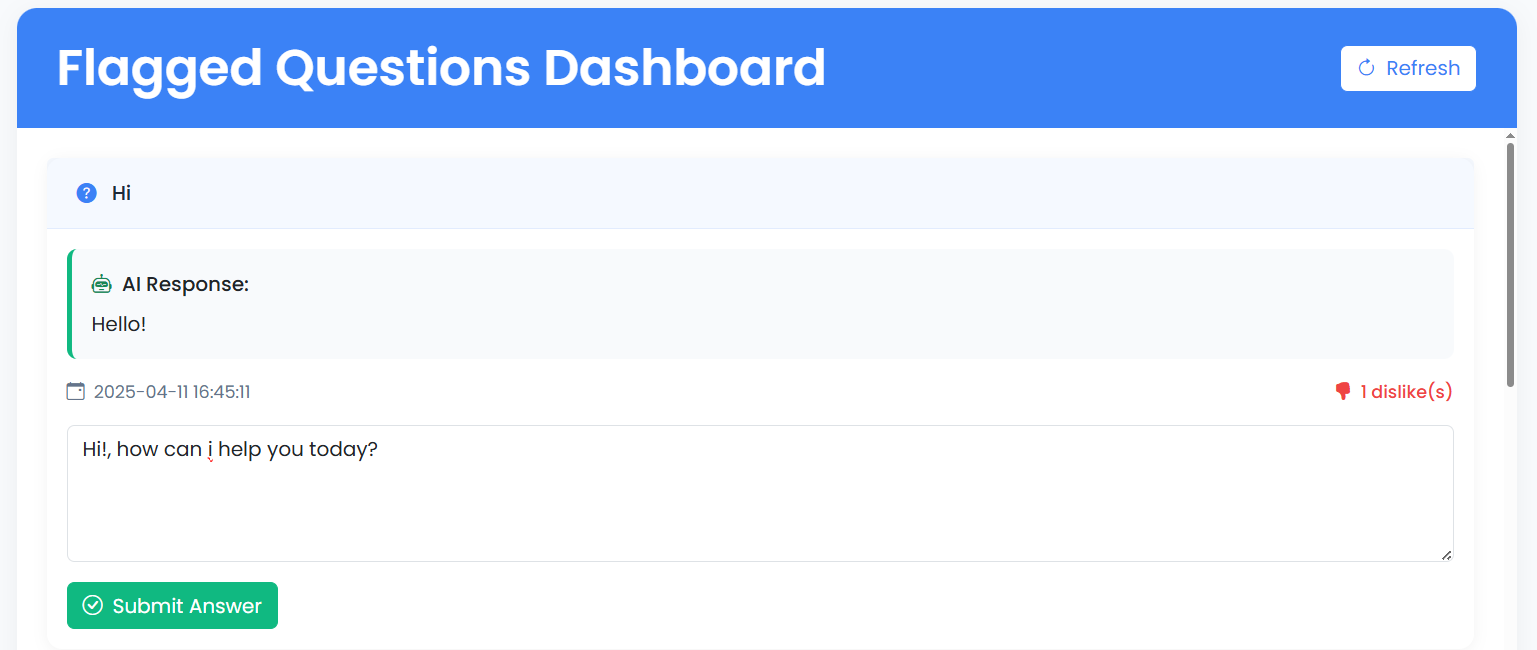 Flagged Questions Dashboard
Refresh
? Hi
AI Response:
Hello!
2025-04-11 16:45:11
1 dislike(s)
Hi!, how can i help you today?
Submit Answer